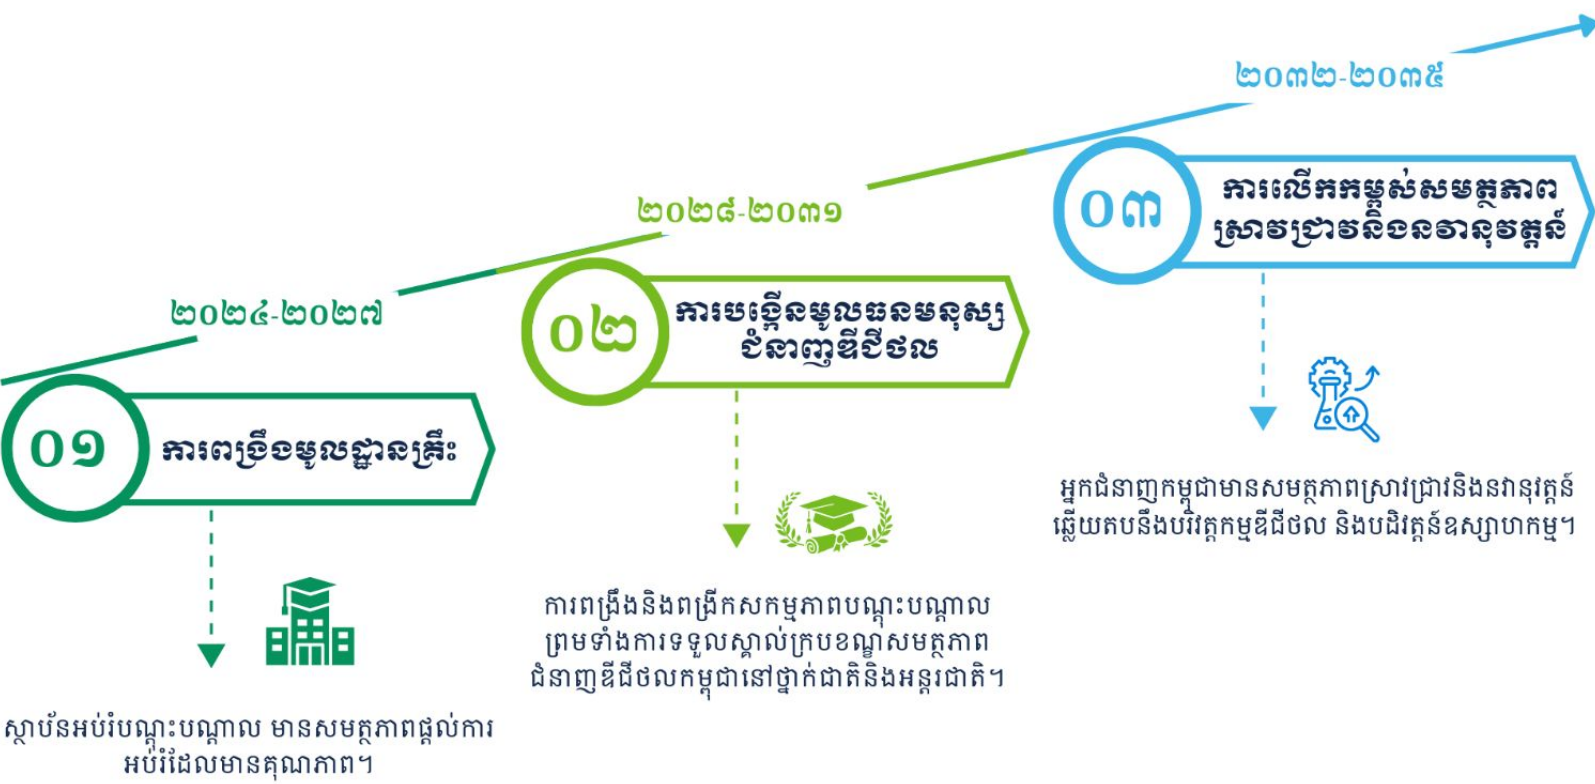 ២០២៤-២០២៧
០១
ការពង្រឹងមូលដ្ឋានគ្រឹះ
ស្ថាប័នអប់រំបណ្តុះបណ្តាល មានសមត្ថភាពផ្តល់ការ
អប់រំដែលមានគុណភាព។
២០២៨-២០៣១
០២
ការបង្កើនមូលធនមនុស្ស
ជំនាញឌីជីថល
ការពង្រឹងនិងពង្រីកសកម្មភាពបណ្តុះបណ្តាល
ព្រមទាំងការទទួលស្គាល់ក្របខណ្ឌសមត្ថភាព
ជំនាញឌីជីថលកម្ពុជានៅថ្នាក់ជាតិនិងអន្តរជាតិ។
២០៣២-២០៣៥
០៣
ការលើកកម្ពស់សមត្ថភាព
ស្រាវជ្រាវនិងនវានុវត្តន៍
អ្នកជំនាញកម្ពុជាមានសមត្ថភាពស្រាវជ្រាវនិងនវានុវត្តន៍
ឆ្លើយតបនឹងបរិវត្តកម្មឌីជីថល និងបដិវត្តន៍ឧស្សាហកម្ម។